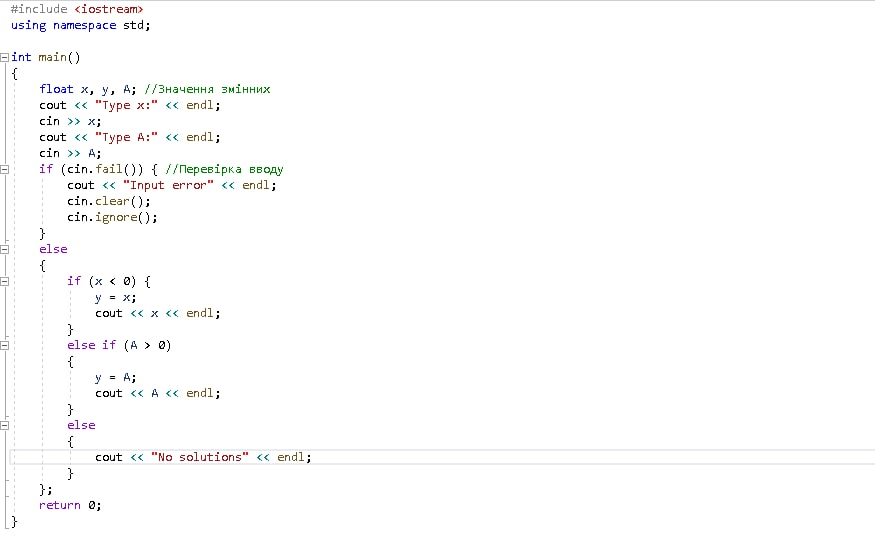 #include <iostream>
using namespace std;
int main()
{
float x, y, A; //Значення змінних
cout << "Type x:" << endl;
cin >> x;
cout << "Type A:" << endl;
cin >> A;
if (cin.fail()) { //Перевірка вводу
cout << "Input error" << endl;
cin.clear();
cin.ignore();
}
else
{
if (x < 0) {
y = x;
cout << x << endl;
}
else if (A > 0)
{
y = A;
cout << A << endl;
}
else
{
cout << "No solutions" << endl;
}
};
return 0;
}